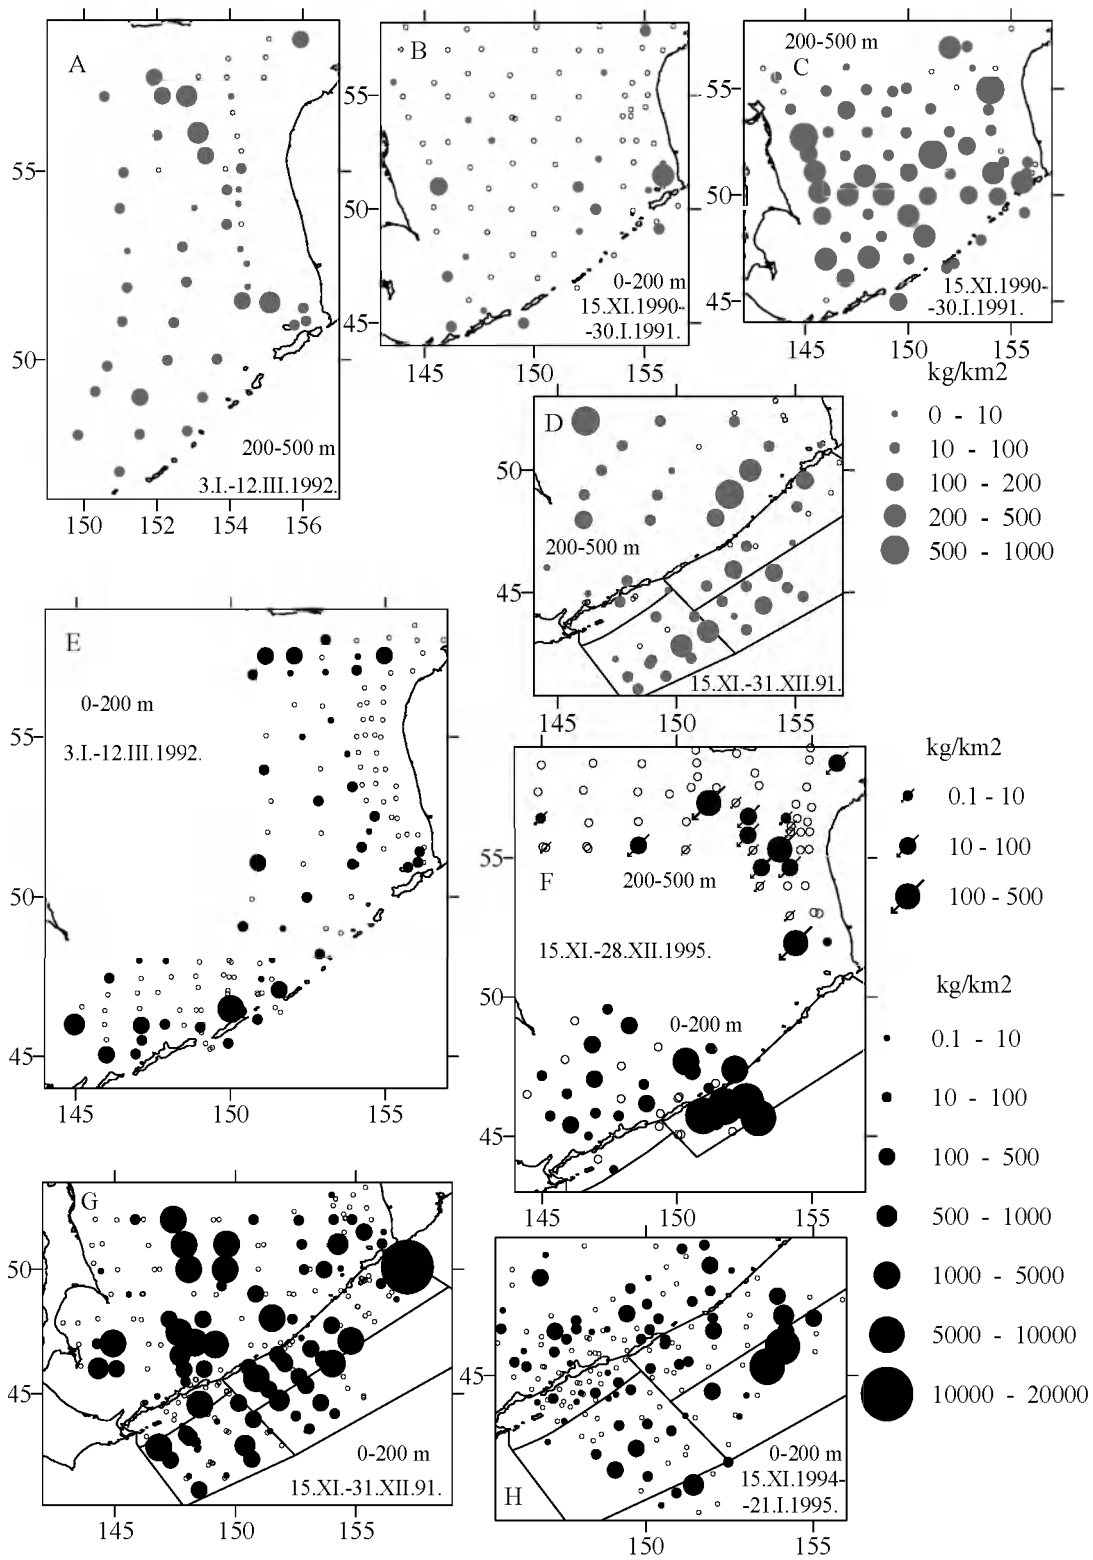 A
55
50
200-500 m
3.I.-12.III.1992.
150 152 154 156
B
55
50
45
0-200 m
15.XI.1990-
-30.I.1991.
145 150 155
200-500 m
C
55
50
45
15.XI.1990-
-30.I.1991.
145 150 155
kg/km2
0 - 10
10 - 100
100 - 200
200 - 500
500 - 1000
D
50
45
200-500 m
15.XI.-31.XII.91.
145 150 155
E
0-200 m
3.I.-12.III.1992.
55
50
45
145 150 155
F
55
50
45
200-500 m
15.XI.-28.XII.1995.
0-200 m
145 150 155
kg/km2
0.1 - 10
10 - 100
100 - 500
kg/km2
0.1 - 10
10 - 100
100 - 500
500 - 1000
1000 - 5000
5000 - 10000
10000 - 20000
G
50
45
0-200 m
15.XI.-31.XII.91.
145 150 155
H
45
0-200 m
15.XI.1994-
-21.I.1995.
150 155